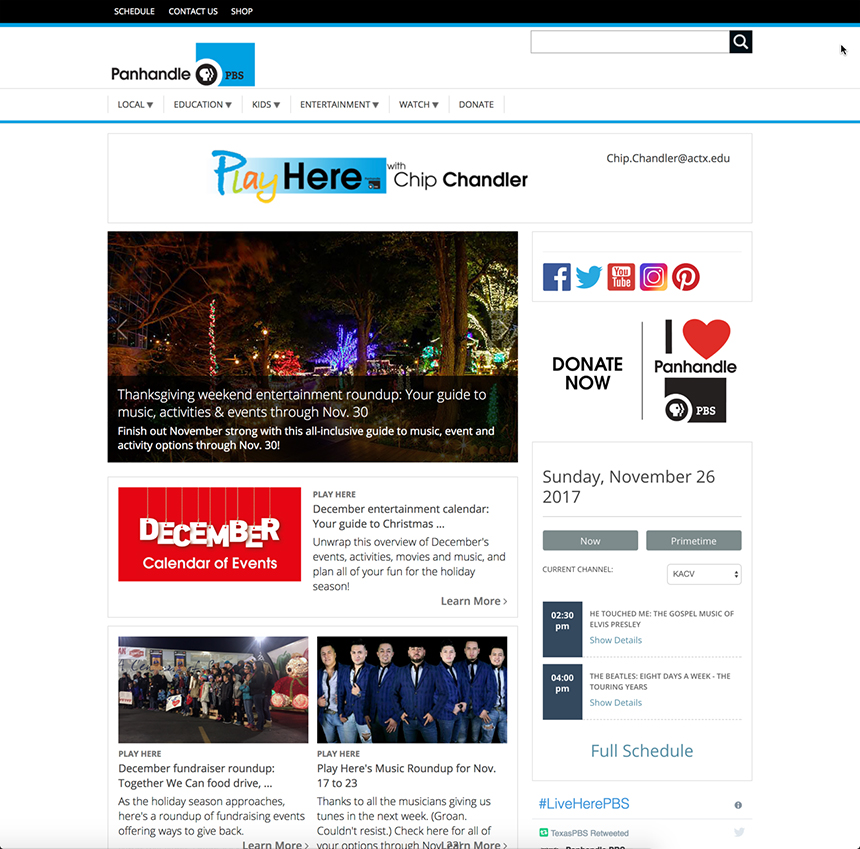 SCHEDULE CONTACT US SHOP
Panhandle PBS
LOCAL ▼ EDUCATION ▼ KIDS ▼ ENTERTAINMENT ▼ WATCH ▼ DONATE
Play Here with Chip Chandler
Chip.Chandler@actx.edu
Thanksgiving weekend entertainment roundup: Your guide to
music, activities & events through Nov. 30
Finish out November strong with this all-inclusive guide to music, event and
activity options through Nov. 30!
DECEMBER
Calendar of Events
PLAY HERE
December entertainment calendar:
Your guide to Christmas ...
Unwrap this overview of December's
events, activities, movies and music, and
plan all of your fun for the holiday
season!
Learn More ›
PLAY HERE
December fundraiser roundup:
Together We Can food drive, ...
As the holiday season approaches,
here's a roundup of fundraising events
offering ways to give back.
Learn More ›
PLAY HERE
Play Here's Music Roundup for Nov.
17 to 23
Thanks to all the musicians giving us
tunes in the next week. (Groan.
Couldn't resist.) Check here for all of
your options through Nov. 23!
Learn More ›
You
Tube
DONATE
NOW
I
Panhandle
PBS
Sunday, November 26
2017
Now Primetime
CURRENT CHANNEL: KACV
02:30
pm
HE TOUCHED ME: THE GOSPEL MUSIC OF
ELVIS PRESLEY
Show Details
04:00
pm
THE BEATLES: EIGHT DAYS A WEEK - THE
TOURING YEARS
Show Details
Full Schedule
#LiveHerePBS
TexasPBS Retweeted
Panhandle PBS